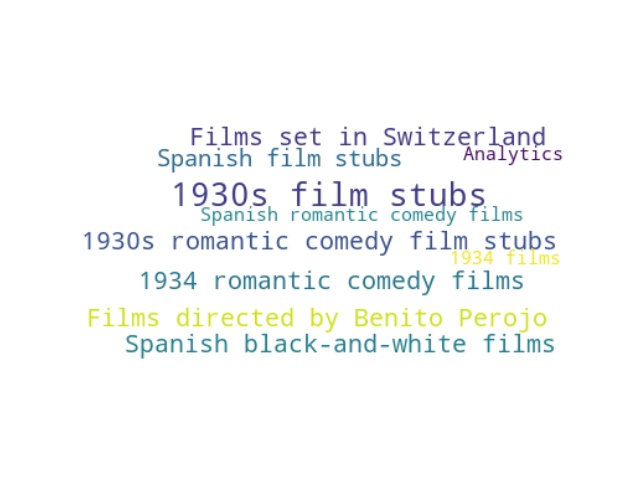 Films set in Switzerland
Analytics
Spanish film stubs
1930s film stubs
Spanish romantic comedy films
1930s romantic comedy film stubs
1934 films
1934 romantic comedy films
Films directed by Benito Perojo
Spanish black-and-white films